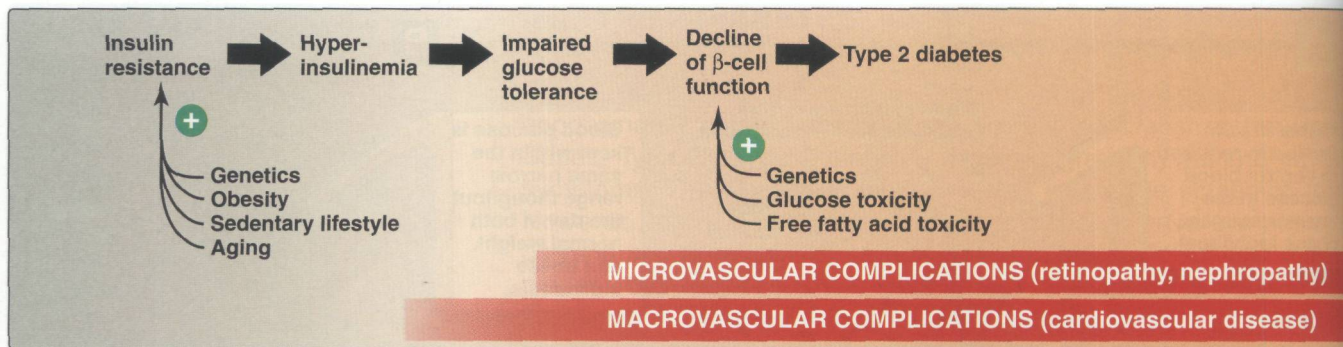 Insulin
resistance
Hyper-
insulinemia
Impaired
glucose
tolerance
Decline
of β-cell
function
Type 2 diabetes
+
Genetics
Obesity
Sedentary lifestyle
Aging
+
Genetics
Glucose toxicity
Free fatty acid toxicity
MICROVASCULAR COMPLICATIONS (retinopathy, nephropathy)
MACROVASCULAR COMPLICATIONS (cardiovascular disease)